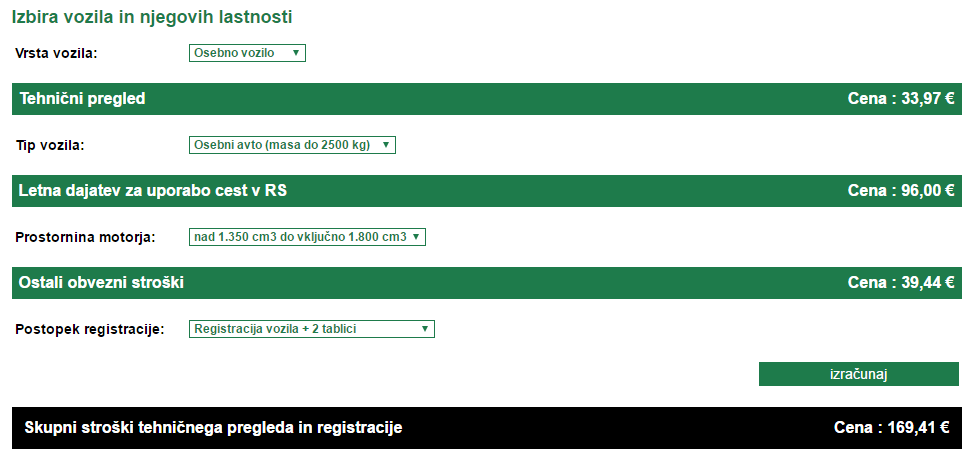 Izbira vozila in njegovih lastnosti
Vrsta vozila: Osebno vozilo
Tehnični pregled Cena : 33,97 €
Tip vozila: Osebni avto (masa do 2500 kg)
Letna dajatev za uporabo cest v RS Cena : 96,00 €
Prostornina motorja: nad 1.350 cm3 do vključno 1.800 cm3
Ostali obvezni stroški Cena : 39,44 €
Postopek registracije: Registracija vozila + 2 tablici
izračunaj
Skupni stroški tehničnega pregleda in registracije Cena : 169,41 €